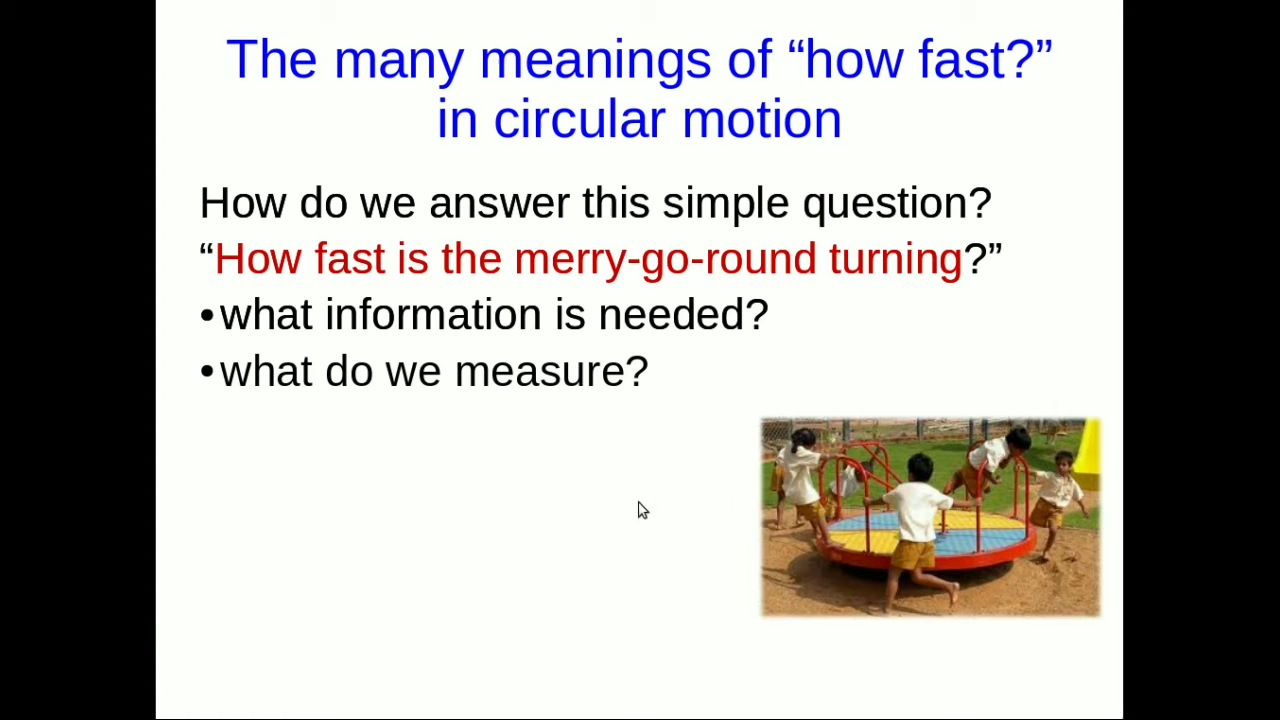 The many meanings of “how fast?”
in circular motion
How do we answer this simple question?
“How fast is the merry-go-round turning?”
•what information is needed?
•what do we measure?